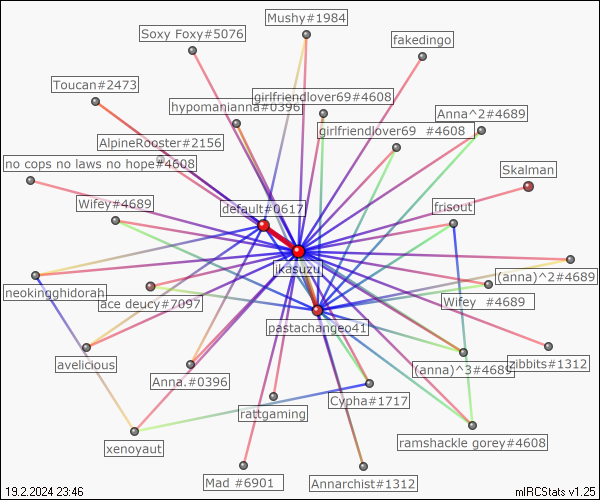 Mushy#1984
Soxy Foxy#5076
fakedingo
Toucan#2473
girlfriendlover69#4608
hypomanianna#0396
Anna^2#4689
girlfriendlover69 #4608
AlpineRooster#2156
no cops no laws no hope#4608
Skalman
Wifey#4689
default#0617
frisout
ikasuzu
(anna)^2#4689
neokingghidorah
ace deucy#7097
Wifey #4689
pastachangeo41
avelicious
(anna)^3#4689
zibbits#1312
Anna.#0396
Cypha#1717
rattgaming
xenoyaut
ramshackle gorey#4608
Mad #6901
Annarchist#1312
19.2.2024 23:46
mIRCStats v1.25